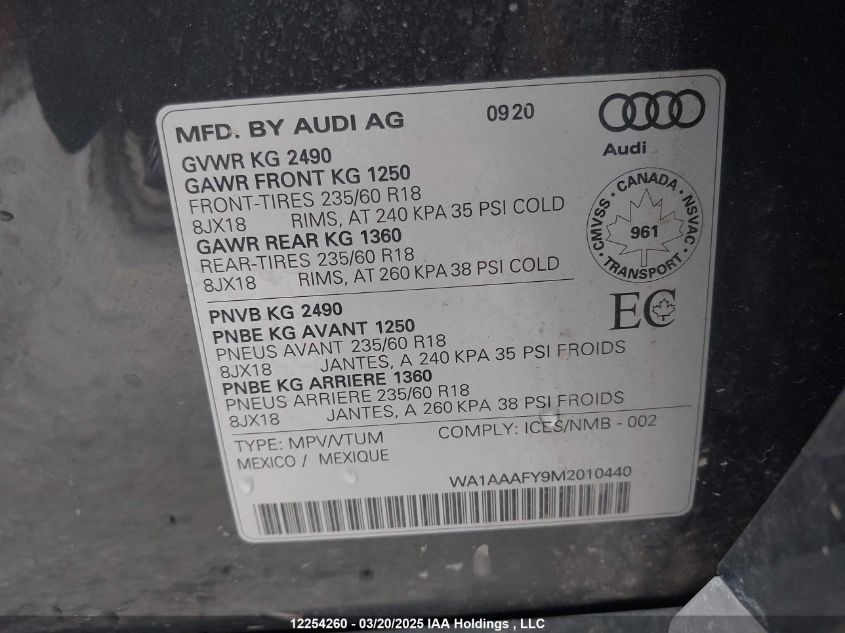 MFD. BY AUDI AG 0920
Audi
GVWR KG 2490
GAWR FRONT KG 1250
FRONT-TIRES 235/60 R18
8JX18 RIMS, AT 240 KPA 35 PSI COLD
GAWR REAR KG 1360
REAR-TIRES 235/60 R18
8JX18 RIMS, AT 260 KPA 38 PSI COLD
CMVSS · CANADA · NSVAC
961
· TRANSPORT ·
EC
PNVB KG 2490
PNBE KG AVANT 1250
PNEUS AVANT 235/60 R18
8JX18 JANTES, A 240 KPA 35 PSI FROIDS
PNBE KG ARRIERE 1360
PNEUS ARRIERE 235/60 R18
8JX18 JANTES, A 260 KPA 38 PSI FROIDS
TYPE: MPV/VTUM COMPLY: ICES/NMB - 002
MEXICO / MEXIQUE
WA1AAAFY9M2010440
12254260 - 03/20/2025 IAA Holdings , LLC